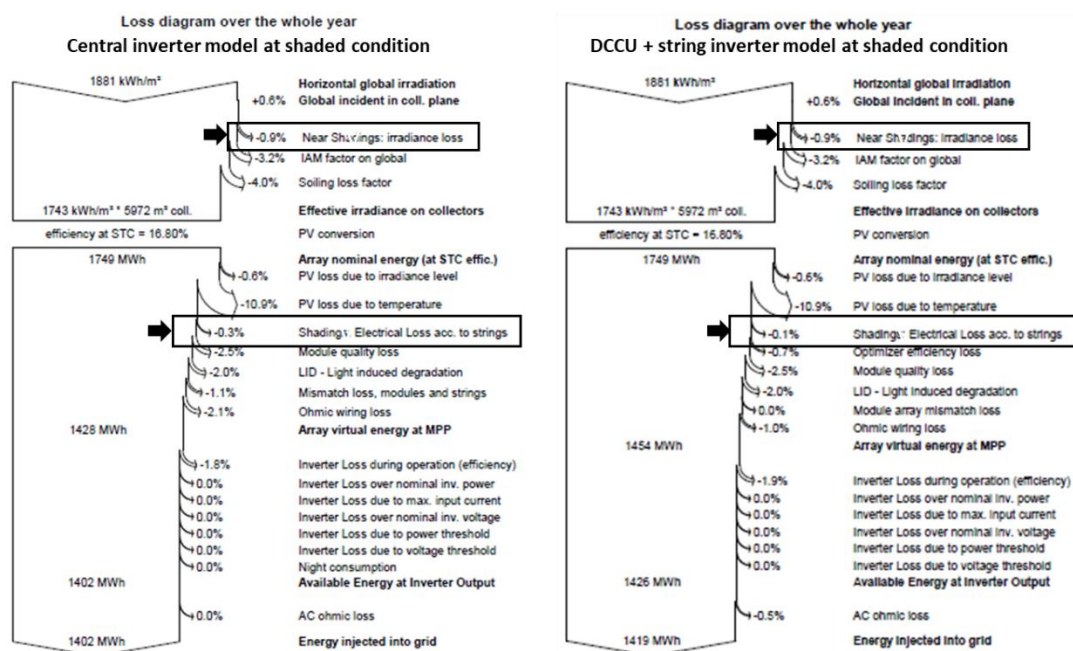 Loss diagram over the whole year
Central inverter model at shaded condition
1881 kWh/m²
Horizontal global irradiation
+0.6% Global incident in coll. plane
-0.9% Near Shadings: irradiance loss
-3.2% IAM factor on global
-4.0% Soiling loss factor
1743 kWh/m² * 5972 m² coll. Effective irradiance on collectors
efficiency at STC = 16.80% PV conversion
1749 MWh Array nominal energy (at STC effic.)
-0.6% PV loss due to irradiance level
-10.9% PV loss due to temperature
-0.3% Shadings: Electrical Loss acc. to strings
-2.5% Module quality loss
-2.0% LID - Light induced degradation
-1.1% Mismatch loss, modules and strings
-2.1% Ohmic wiring loss
1428 MWh Array virtual energy at MPP
-1.8% Inverter Loss during operation (efficiency)
0.0% Inverter Loss over nominal inv. power
0.0% Inverter Loss due to max. input current
0.0% Inverter Loss over nominal inv. voltage
0.0% Inverter Loss due to power threshold
0.0% Inverter Loss due to voltage threshold
0.0% Night consumption
1402 MWh Available Energy at Inverter Output
0.0% AC ohmic loss
1402 MWh Energy injected into grid
Loss diagram over the whole year
DCCU + string inverter model at shaded condition
1881 kWh/m²
Horizontal global irradiation
+0.6% Global incident in coll. plane
-0.9% Near Shadings: irradiance loss
-3.2% IAM factor on global
-4.0% Soiling loss factor
1743 kWh/m² * 5972 m² coll. Effective irradiance on collectors
efficiency at STC = 16.80% PV conversion
1749 MWh Array nominal energy (at STC effic.)
-0.6% PV loss due to irradiance level
-10.9% PV loss due to temperature
-0.1% Shadings: Electrical Loss acc. to strings
-0.7% Optimizer efficiency loss
-2.5% Module quality loss
-2.0% LID - Light induced degradation
0.0% Module array mismatch loss
-1.0% Ohmic wiring loss
1454 MWh Array virtual energy at MPP
-1.9% Inverter Loss during operation (efficiency)
0.0% Inverter Loss over nominal inv. power
0.0% Inverter Loss due to max. input current
0.0% Inverter Loss over nominal inv. voltage
0.0% Inverter Loss due to power threshold
0.0% Inverter Loss due to voltage threshold
1426 MWh Available Energy at Inverter Output
-0.5% AC ohmic loss
1419 MWh Energy injected into grid